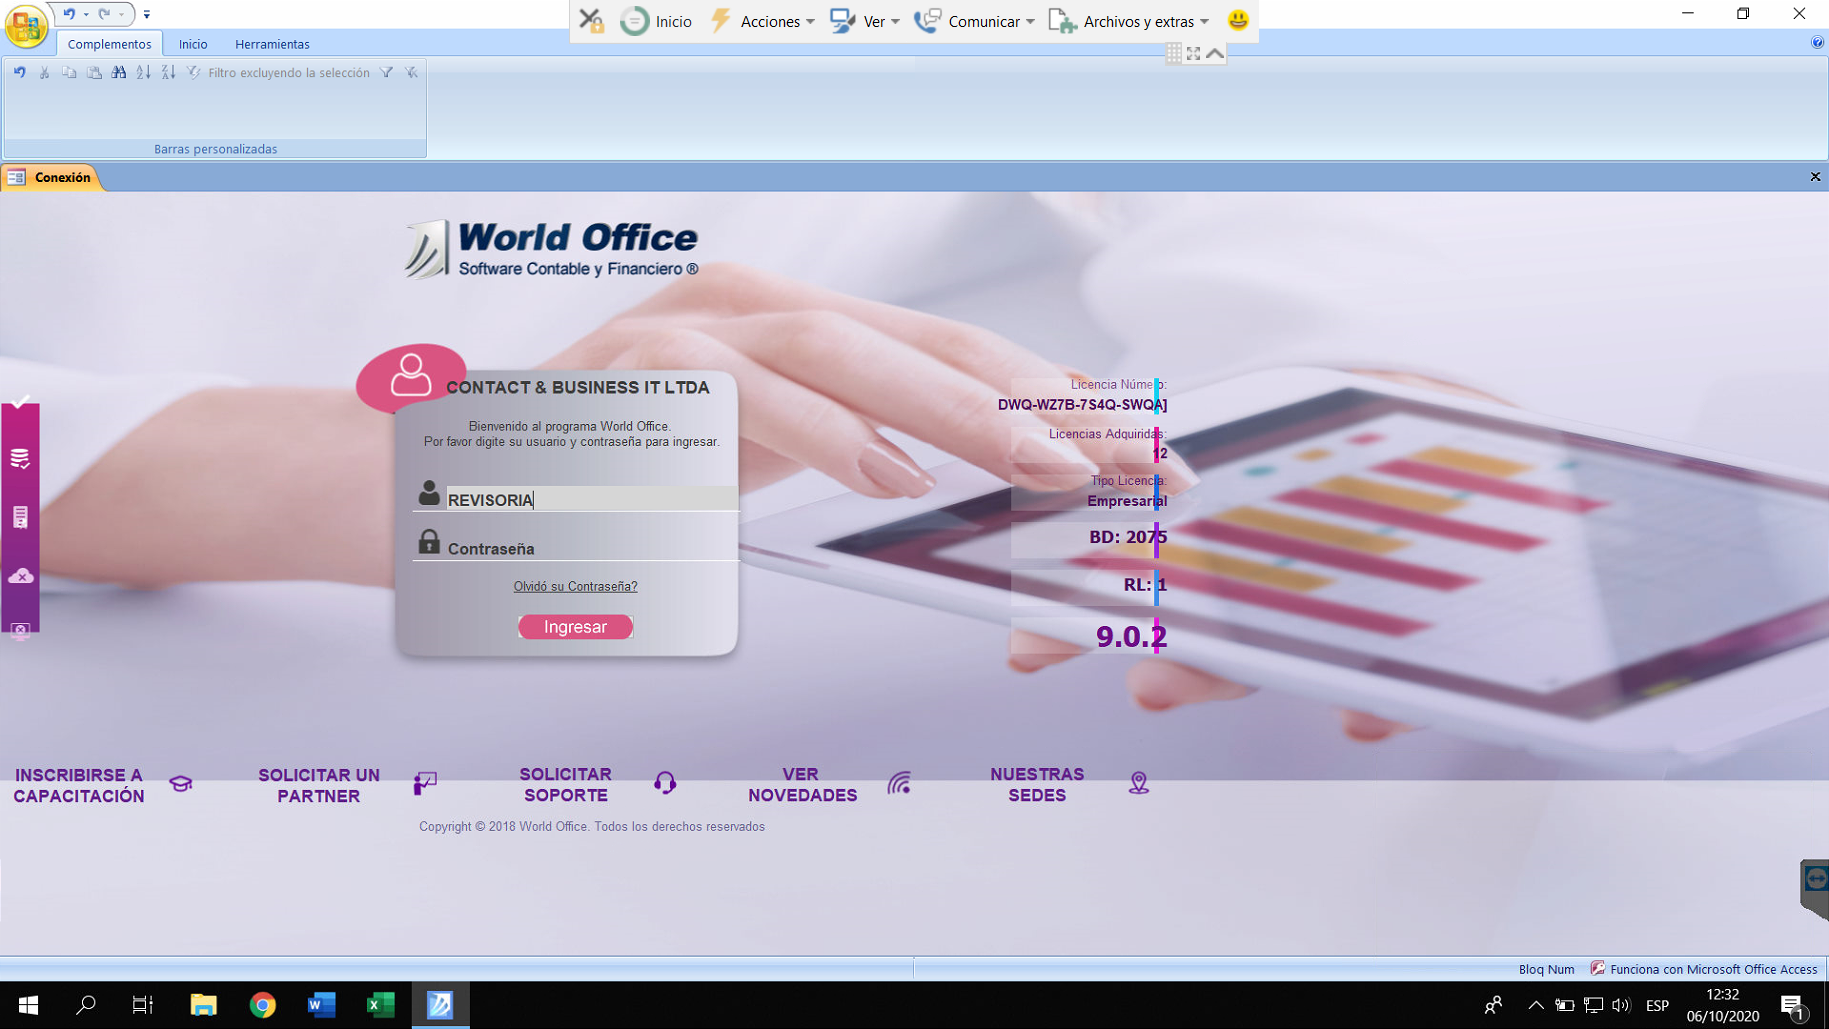 Inicio
Acciones
Ver
Comunicar
Archivos y extras
Complementos
Inicio
Herramientas
Filtro excluyendo la selección
Barras personalizadas
Conexión
World Office
Software Contable y Financiero ®
CONTACT & BUSINESS IT LTDA
Bienvenido al programa World Office.
Por favor digite su usuario y contraseña para ingresar.
REVISORIA
Contraseña
Olvidó su Contraseña?
Ingresar
Licencia Número:
DWQ-WZ7B-7S4Q-SWQA]
Licencias Adquiridas:
12
Tipo Licencia:
Empresarial
BD: 2075
RL: 1
9.0.2
INSCRIBIRSE A
CAPACITACIÓN
SOLICITAR UN
PARTNER
SOLICITAR
SOPORTE
VER
NOVEDADES
NUESTRAS
SEDES
Copyright © 2018 World Office. Todos los derechos reservados
Bloq Num
Funciona con Microsoft Office Access
ESP
12:32
06/10/2020
1